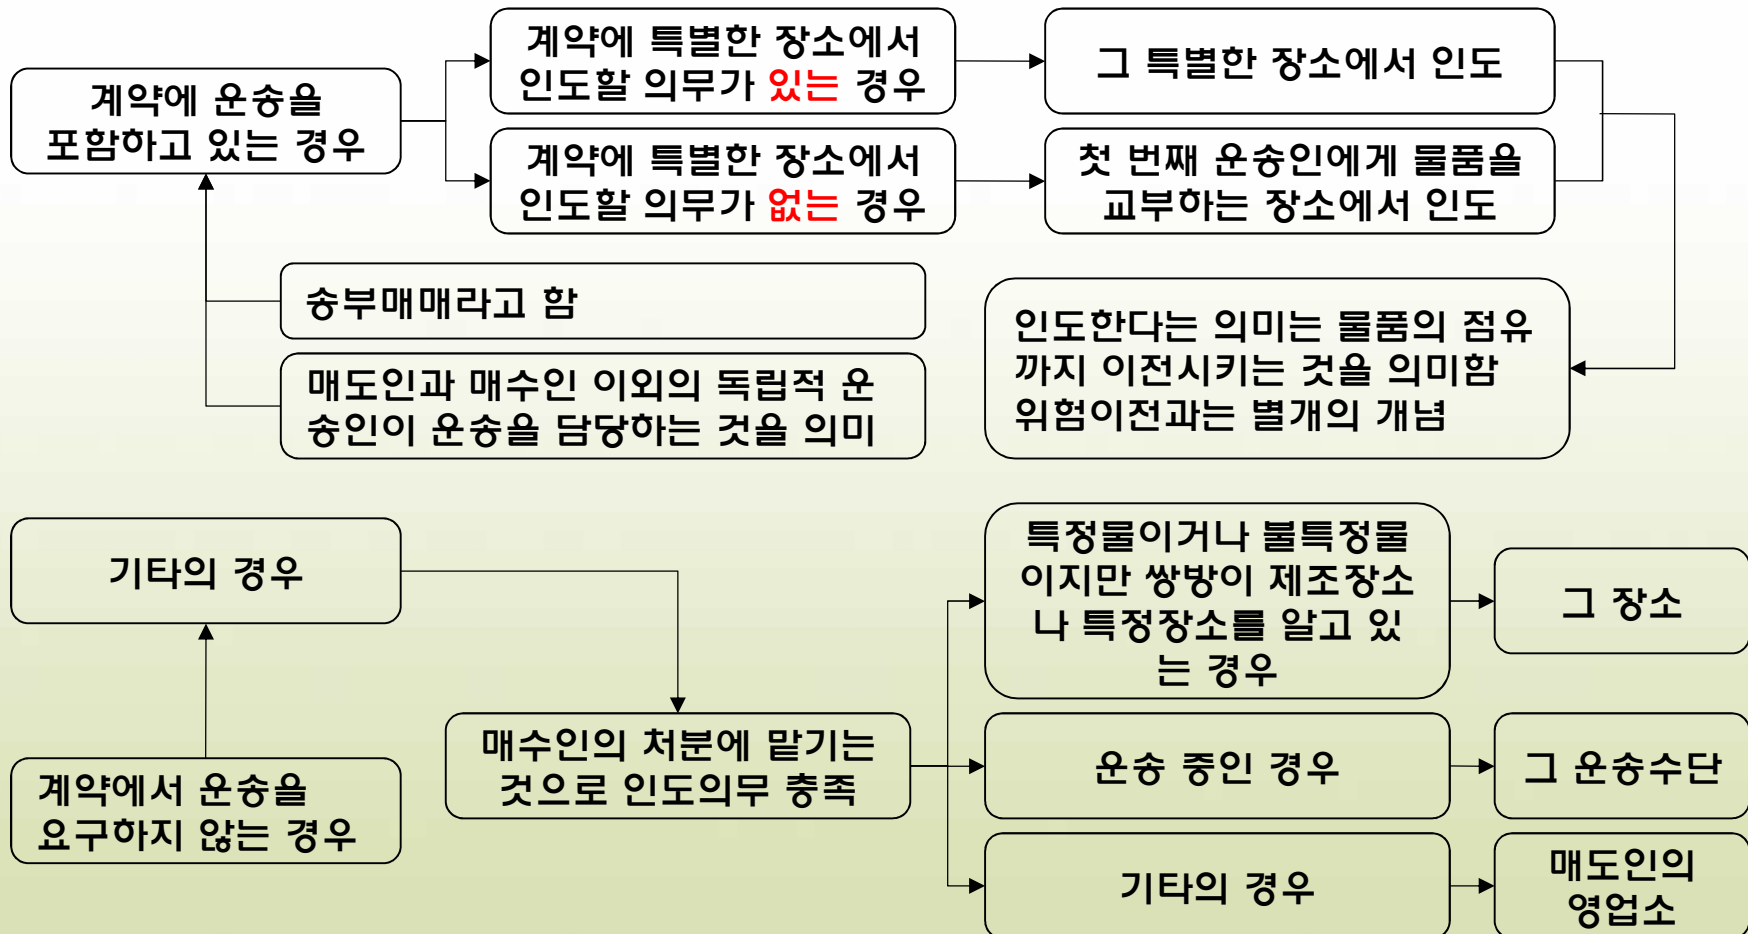 계약에 운송을
포함하고 있는 경우
계약에 특별한 장소에서
인도할 의무가 있는 경우
그 특별한 장소에서 인도
계약에 특별한 장소에서
인도할 의무가 없는 경우
첫 번째 운송인에게 물품을
교부하는 장소에서 인도
송부매매라고 함
매도인과 매수인 이외의 독립적 운
송인이 운송을 담당하는 것을 의미
인도한다는 의미는 물품의 점유
까지 이전시키는 것을 의미함
위험이전과는 별개의 개념
기타의 경우
계약에서 운송을
요구하지 않는 경우
매수인의 처분에 맡기는
것으로 인도의무 충족
특정물이거나 불특정물
이지만 쌍방이 제조장소
나 특정장소를 알고 있
는 경우
그 장소
운송 중인 경우
그 운송수단
기타의 경우
매도인의
영업소